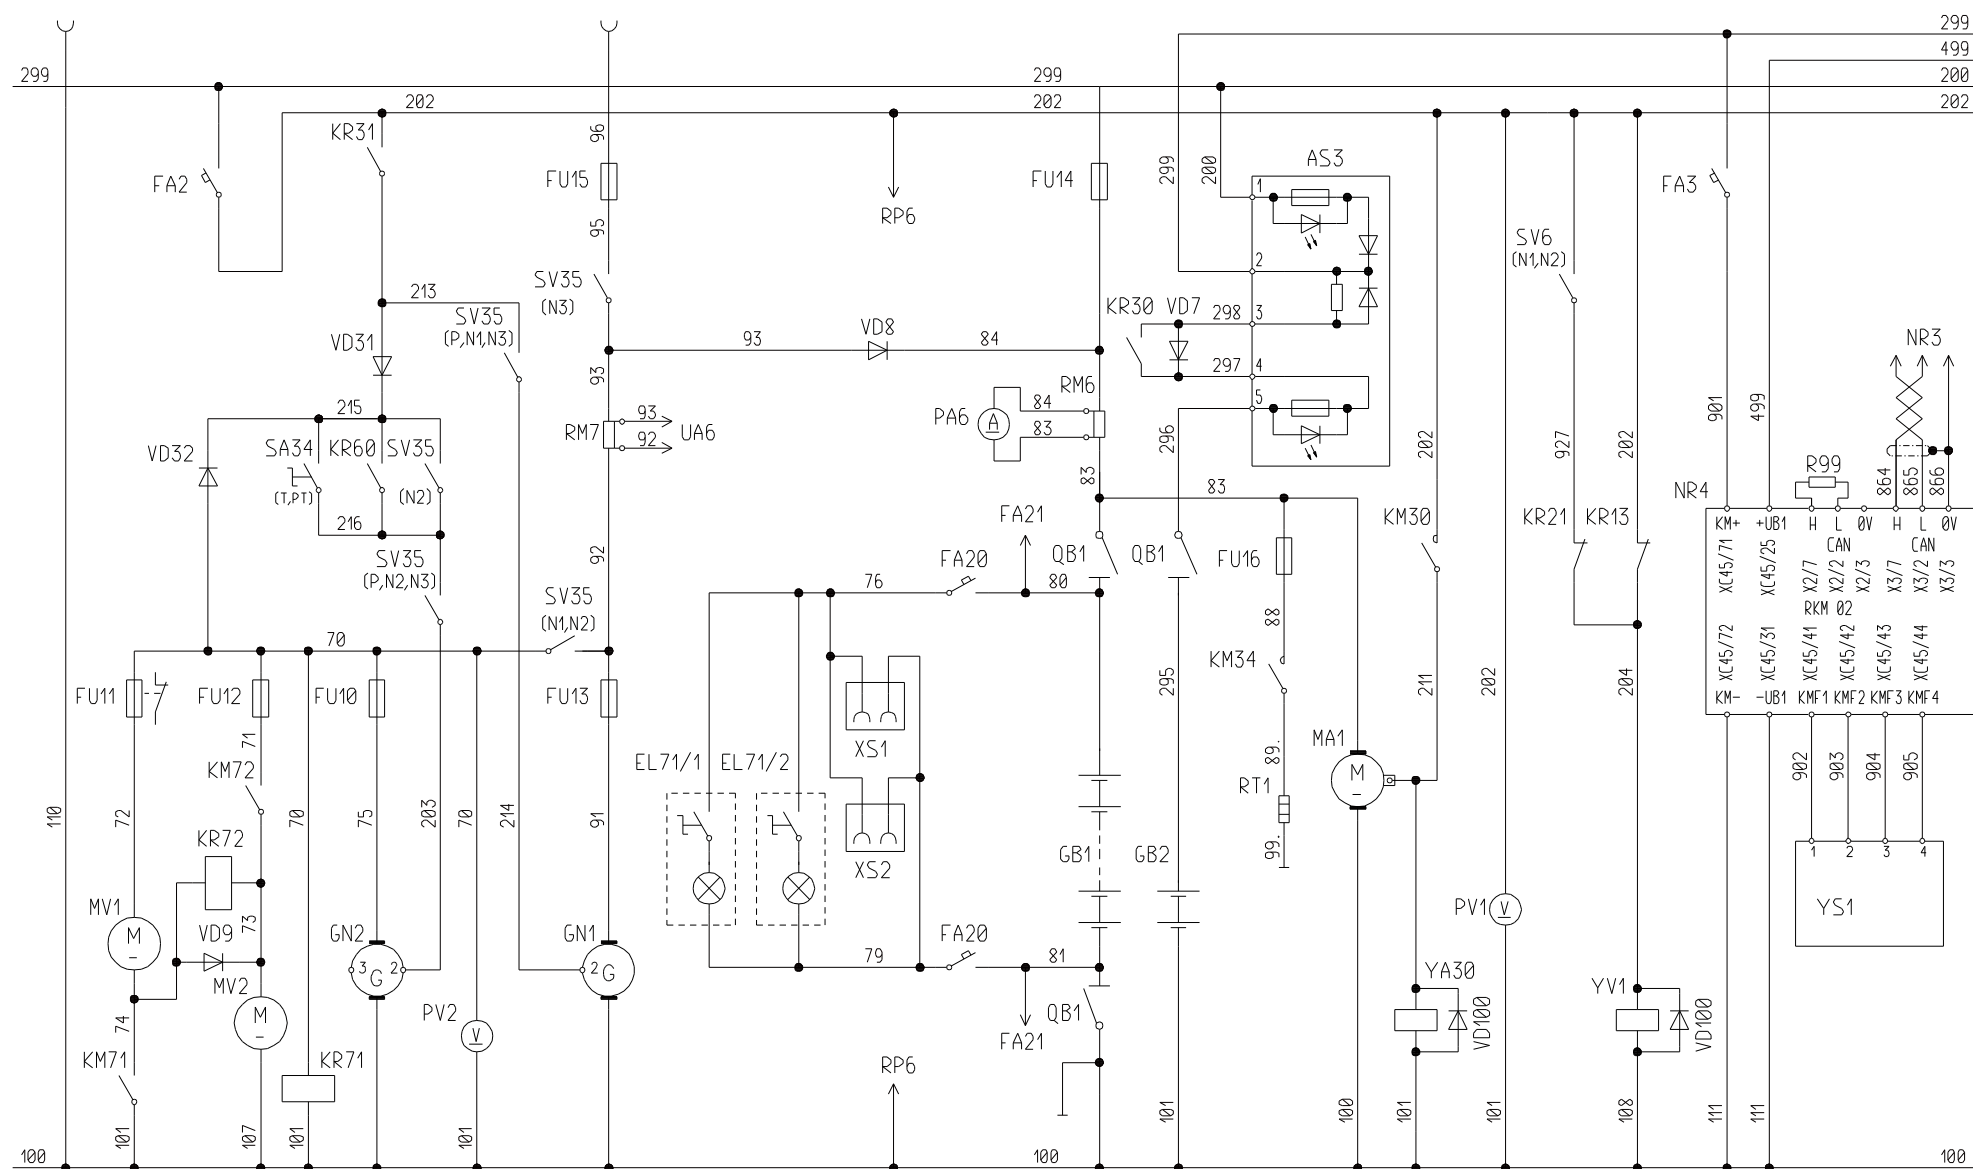 299
499
299
299
200
202
202
202
KR31
96
FA2
FU15
FU14
299
200
AS3
1
FA3
RP6
95
SV6
(N1,N2)
SV35
(N3)
2
213
SV35
(P,N1,N3)
KR30
VD7
298
3
VD31
VD8
93
84
NR3
93
297
4
215
RM6
5
93
92
RM7
UA6
PA6
A
84
83
296
202
927
202
901
499
VD32
SA34
(T,PT)
KR60
SV35
(N2)
83
83
R99
864
865
866
NR4
216
FA21
KM30
KR21
KR13
KM+
+UB1
H
L
0V
H
L
0V
CAN
CAN
SV35
(P,N2,N3)
92
FA20
QB1
QB1
FU16
XC45/71
XC45/25
X2/7
X2/2
X2/3
X3/7
X3/2
X3/3
76
80
SV35
(N1,N2)
88
RKM 02
70
KM34
XC45/72
XC45/31
XC45/41
XC45/42
XC45/43
XC45/44
FU11
FU12
FU10
FU13
295
211
202
204
KM-
-UB1
KMF1
KMF2
KMF3
KMF4
71
XS1
89.
MA1
M
EL71/1
EL71/2
KM72
902
903
904
905
RT1
110
72
70
75
203
70
214
91
KR72
XS2
GB1
GB2
99.
1
2
3
4
MV1
M
73
PV1
V
YS1
VD9
GN2
3
G
2
GN1
2
G
FA20
79
81
MV2
M
YA30
VD100
YV1
VD100
74
PV2
V
QB1
FA21
KM71
KR71
RP6
101
107
101
101
101
100
101
101
108
111
111
100
100
100